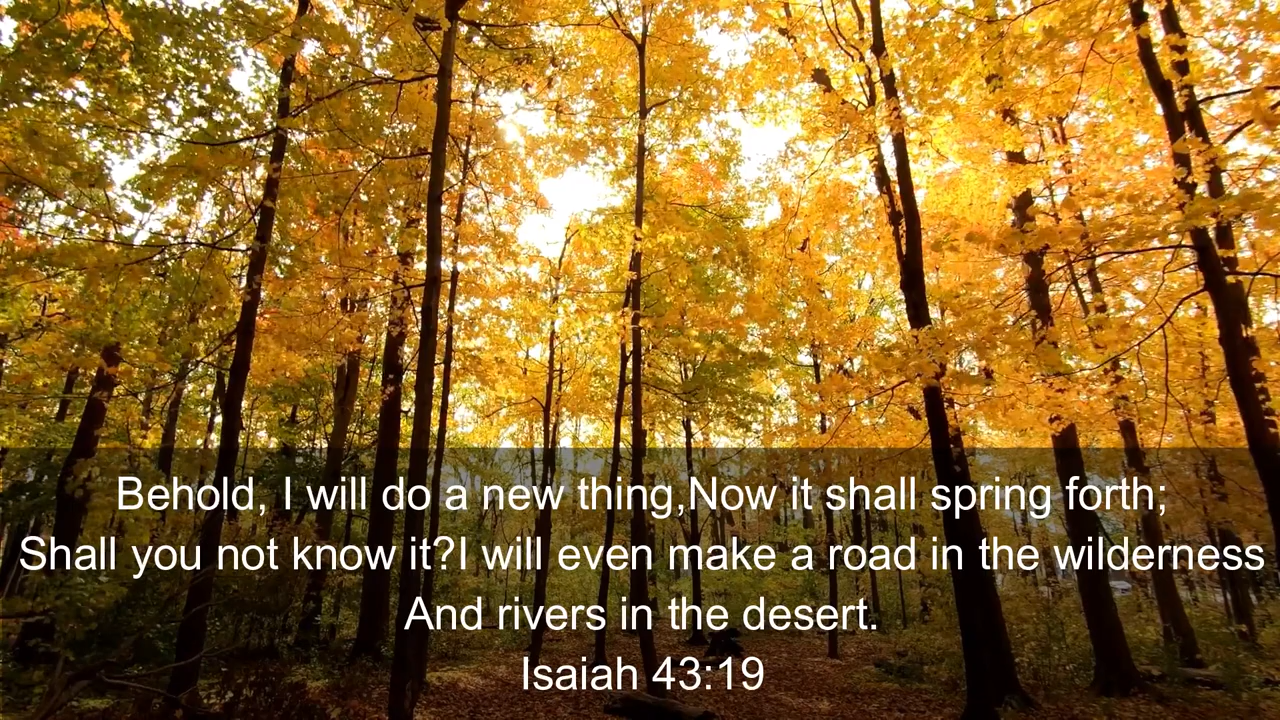 Behold, I will do a new thing,Now it shall spring forth;
Shall you not know it?I will even make a road in the wilderness
And rivers in the desert.
Isaiah 43:19